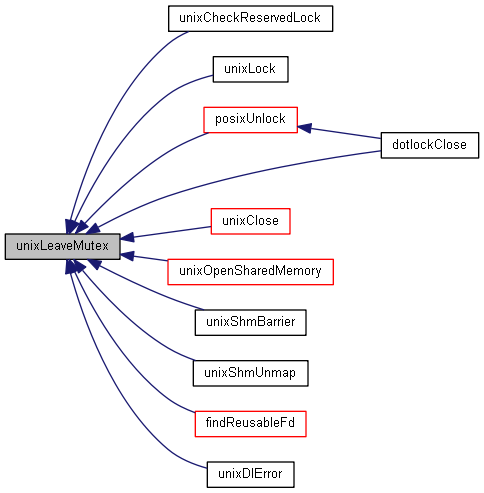 unixCheckReservedLock
unixLock
posixUnlock
dotlockClose
unixLeaveMutex
unixClose
unixOpenSharedMemory
unixShmBarrier
unixShmUnmap
findReusableFd
unixDlError